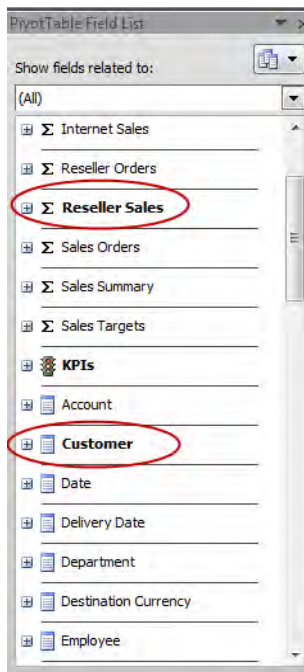 PivotTable Field List
Show fields related to:
(All)
Σ Internet Sales
Σ Reseller Orders
Σ Reseller Sales
Σ Sales Orders
Σ Sales Summary
Σ Sales Targets
KPIs
Account
Customer
Date
Delivery Date
Department
Destination Currency
Employee